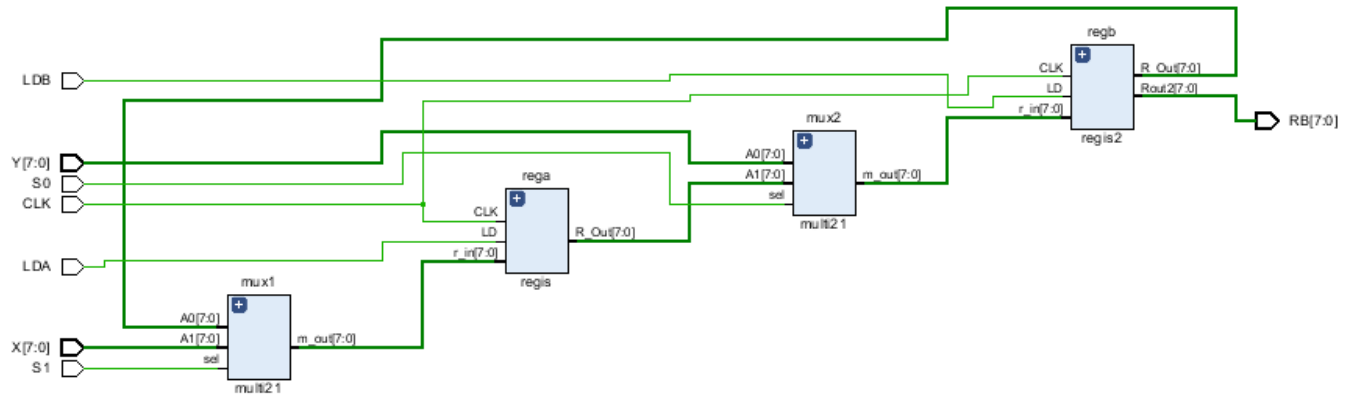 regb
LDB
CLK
R_Out[7:0]
LD
Rout2[7:0]
r_in[7:0]
RB[7:0]
regis2
mux2
Y[7:0]
A0[7:0]
S0
A1[7:0]
m_out[7:0]
sel
CLK
multi21
rega
CLK
LD
R_Out[7:0]
r_in[7:0]
LDA
regis
mux1
A0[7:0]
X[7:0]
A1[7:0]
m_out[7:0]
sel
S1
multi21